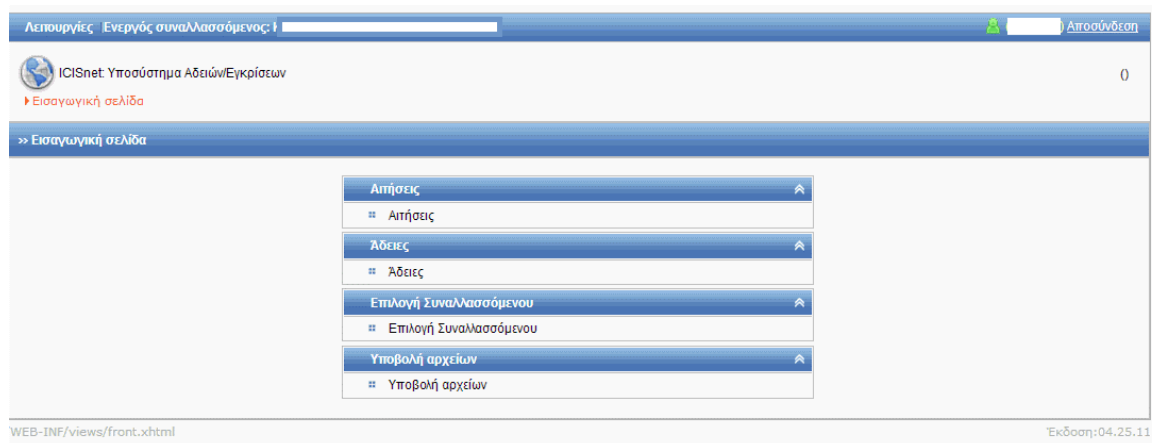 Λειτουργίες |Ενεργός συναλλασσόμενος:
Αποσύνδεση
ICISnet: Υποσύστημα Αδειών/Εγκρίσεων
()
Εισαγωγική σελίδα
>> Εισαγωγική σελίδα
Αιτήσεις
Αιτήσεις
Άδειες
Άδειες
Επιλογή Συναλλασσόμενου
Επιλογή Συναλλασσόμενου
Υποβολή αρχείων
Υποβολή αρχείων
WEB-INF/views/front.xhtml
Έκδοση:04.25.11